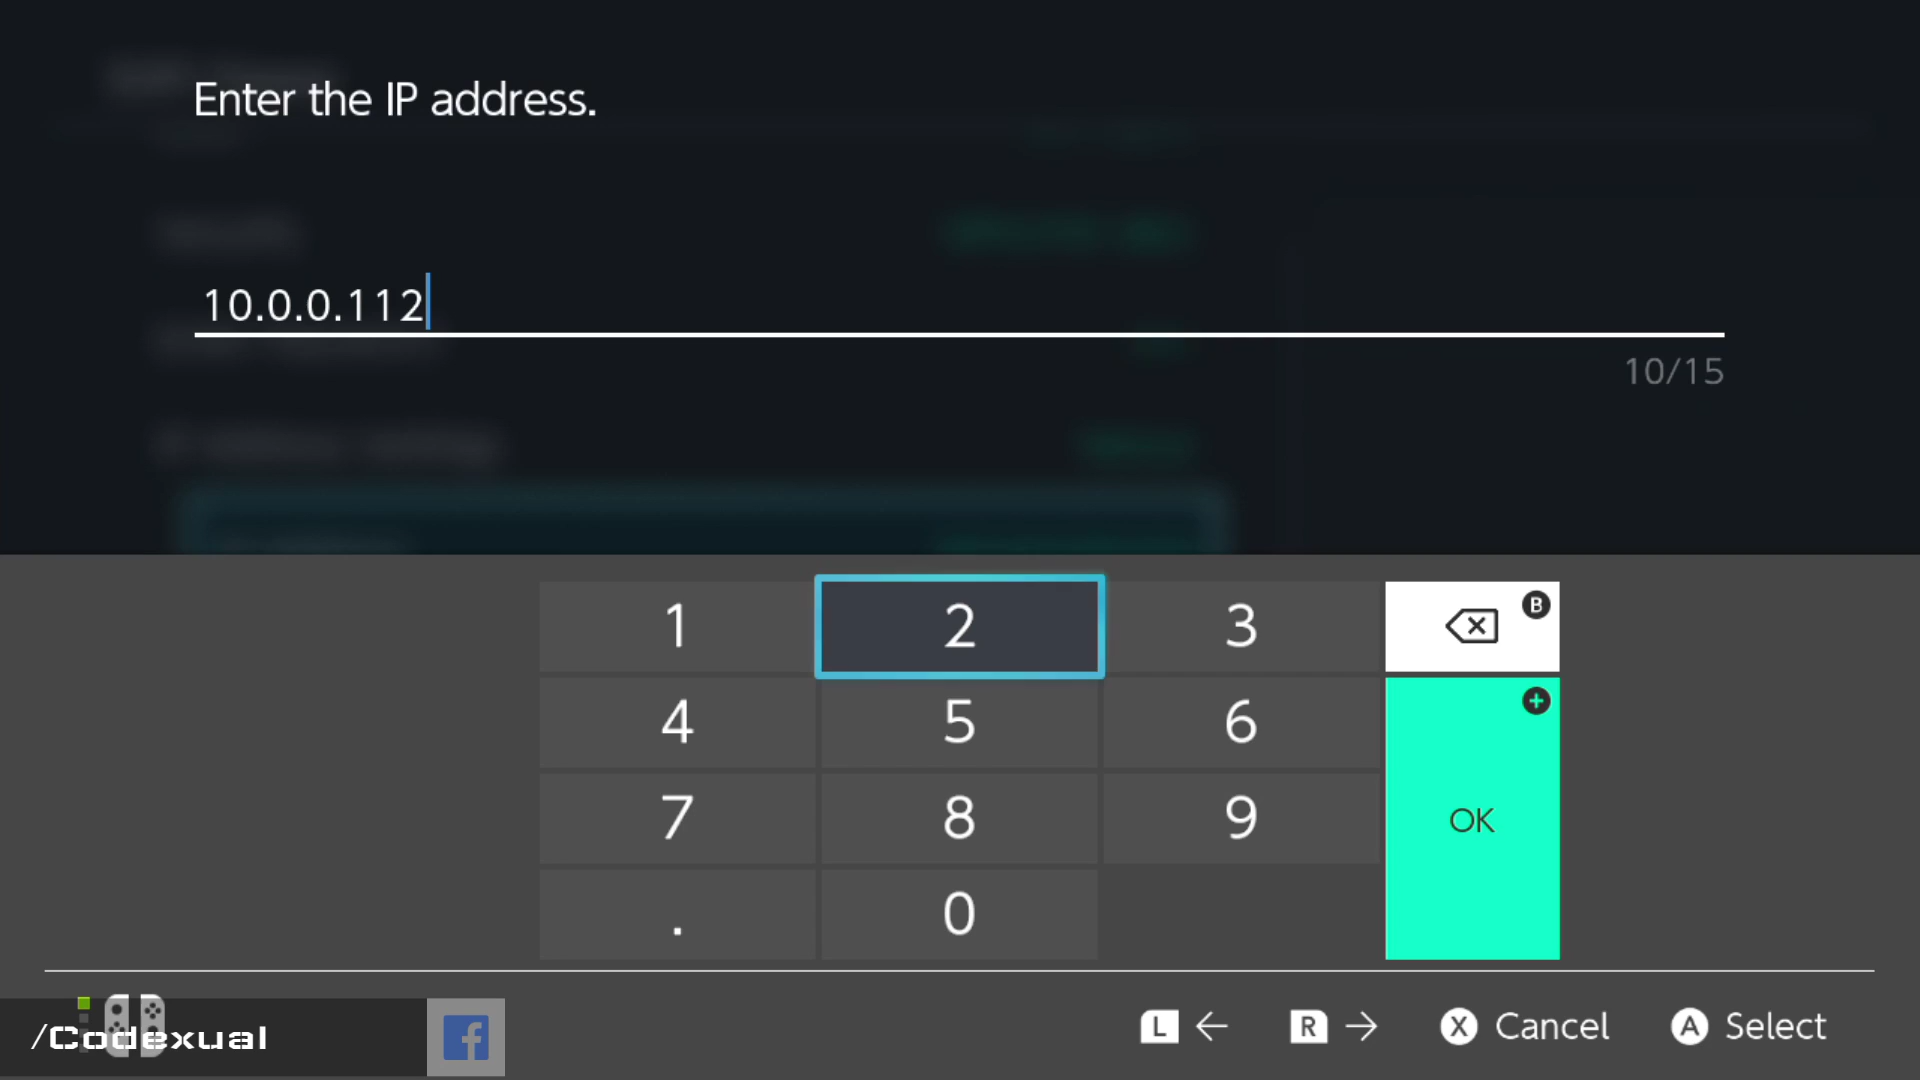 Enter the IP address.
10.0.0.112
10/15
1 2 3 B
4 5 6 +
7 8 9 OK
. 0
/Codexual f
L ← R → X Cancel A Select